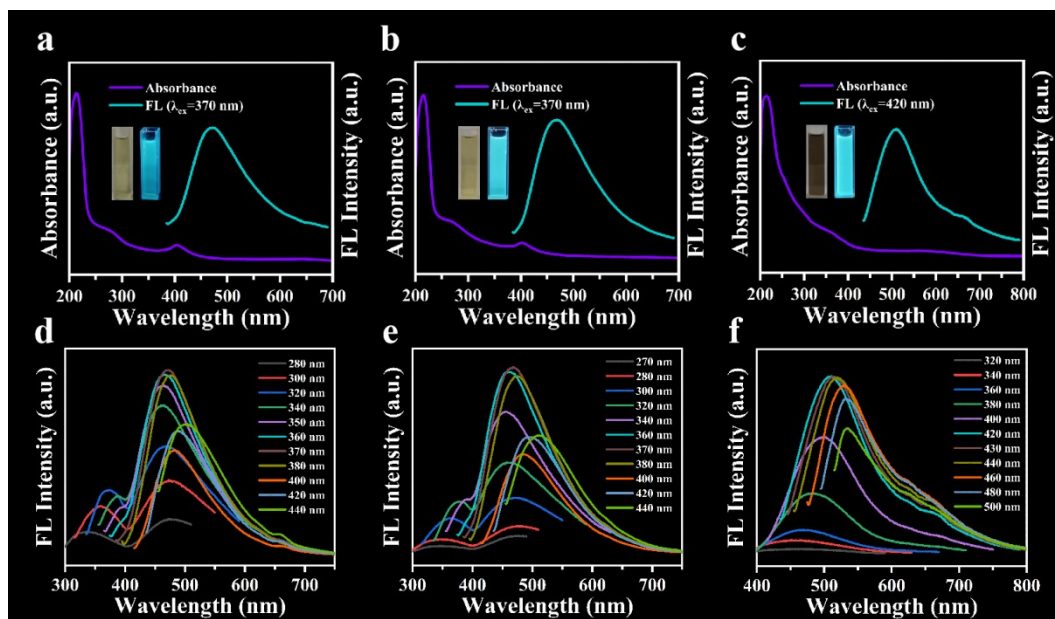 a
Absorbance (a.u.)
Absorbance
FL (λex=370 nm)
FL Intensity (a.u.)
200 300 400 500 600 700
Wavelength (nm)
b
Absorbance (a.u.)
Absorbance
FL (λex=370 nm)
FL Intensity (a.u.)
200 300 400 500 600 700
Wavelength (nm)
c
Absorbance (a.u.)
Absorbance
FL (λex=420 nm)
FL Intensity (a.u.)
200 300 400 500 600 700 800
Wavelength (nm)
d
FL Intensity (a.u.)
280 nm
300 nm
320 nm
340 nm
350 nm
360 nm
370 nm
380 nm
400 nm
420 nm
440 nm
300 400 500 600 700
Wavelength (nm)
e
FL Intensity (a.u.)
270 nm
280 nm
300 nm
320 nm
340 nm
360 nm
370 nm
380 nm
400 nm
420 nm
440 nm
300 400 500 600 700
Wavelength (nm)
f
FL Intensity (a.u.)
320 nm
340 nm
360 nm
380 nm
400 nm
420 nm
430 nm
440 nm
460 nm
480 nm
500 nm
400 500 600 700 800
Wavelength (nm)